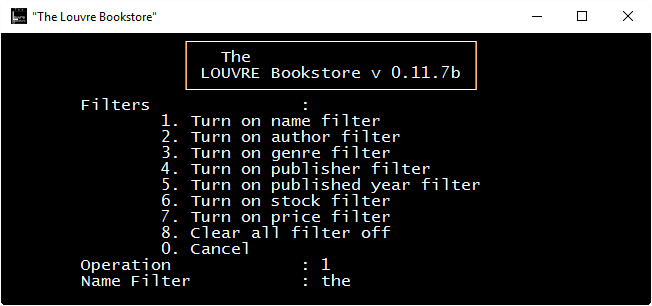 "The Louvre Bookstore"
The
LOUVRE Bookstore v 0.11.7b
Filters :
1. Turn on name filter
2. Turn on author filter
3. Turn on genre filter
4. Turn on publisher filter
5. Turn on published year filter
6. Turn on stock filter
7. Turn on price filter
8. Clear all filter off
0. Cancel
Operation : 1
Name Filter : the